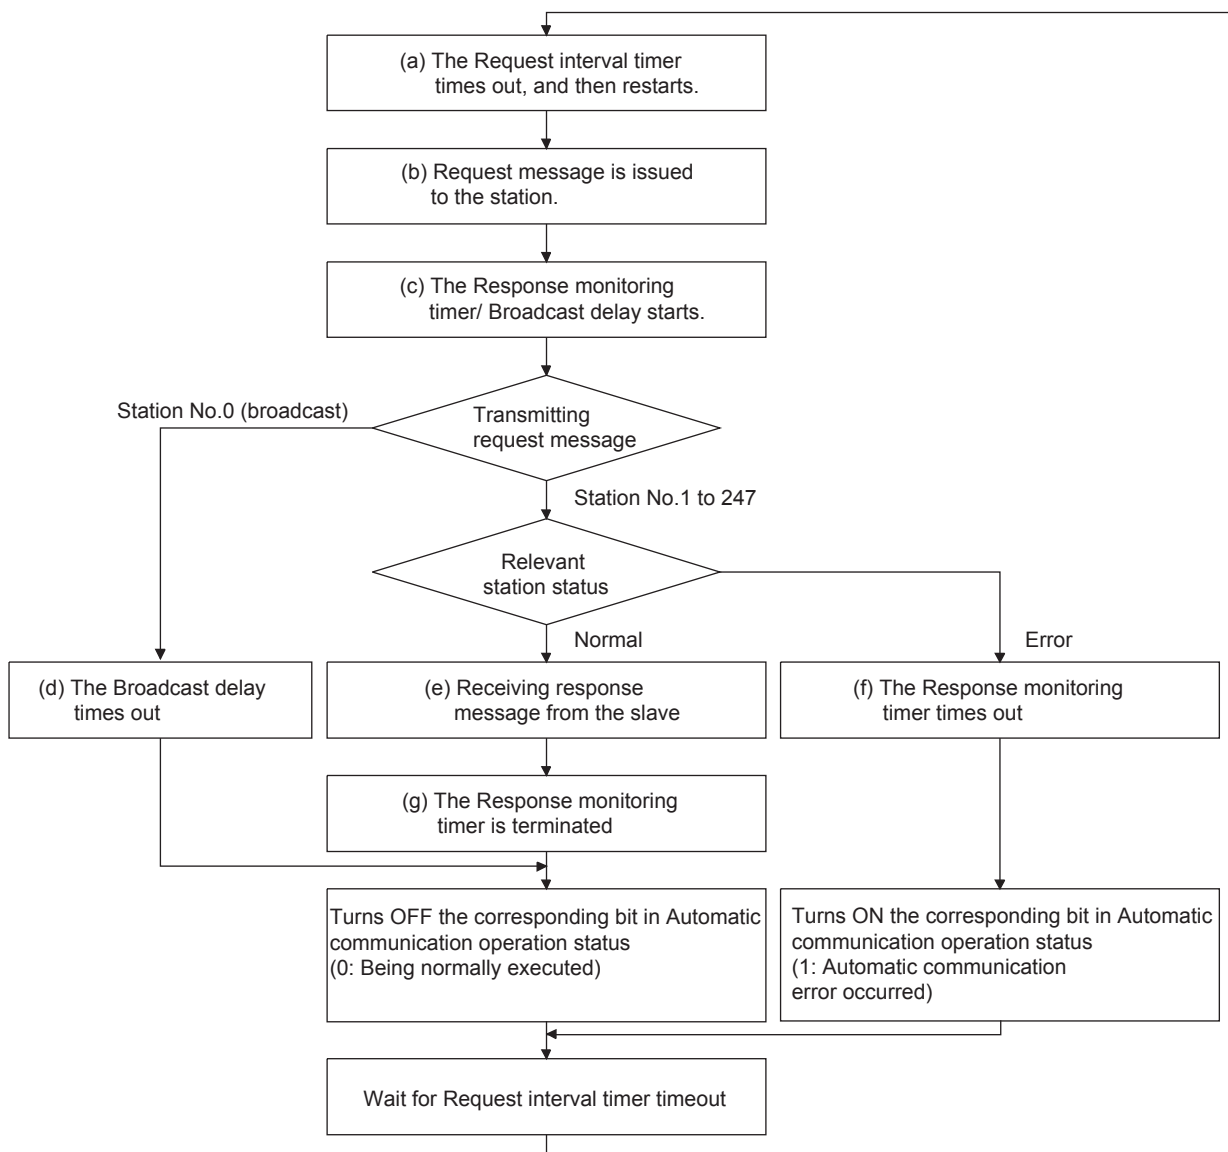 (a) The Request interval timer
times out, and then restarts.
(b) Request message is issued
to the station.
(c) The Response monitoring
timer/ Broadcast delay starts.
Station No.0 (broadcast)
Transmitting
request message
Station No.1 to 247
Relevant
station status
Normal
Error
(d) The Broadcast delay
times out
(e) Receiving response
message from the slave
(f) The Response monitoring
timer times out
(g) The Response monitoring
timer is terminated
Turns OFF the corresponding bit in Automatic
communication operation status
(0: Being normally executed)
Turns ON the corresponding bit in Automatic
communication operation status
(1: Automatic communication
error occurred)
Wait for Request interval timer timeout